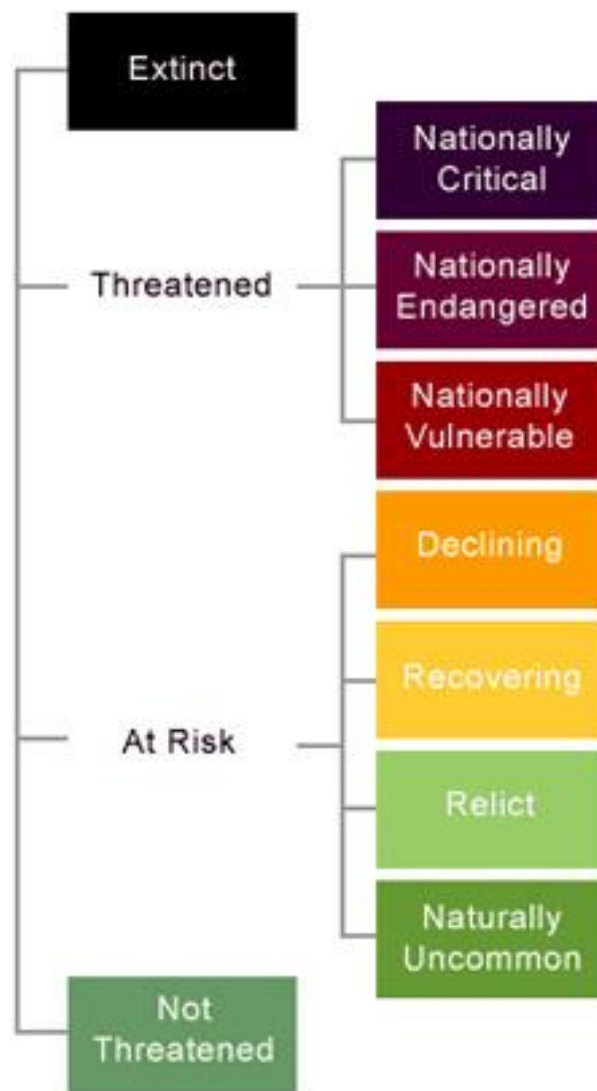 Extinct
Threatened
Nationally
Critical
Nationally
Endangered
Nationally
Vulnerable
At Risk
Declining
Recovering
Relict
Naturally
Uncommon
Not
Threatened